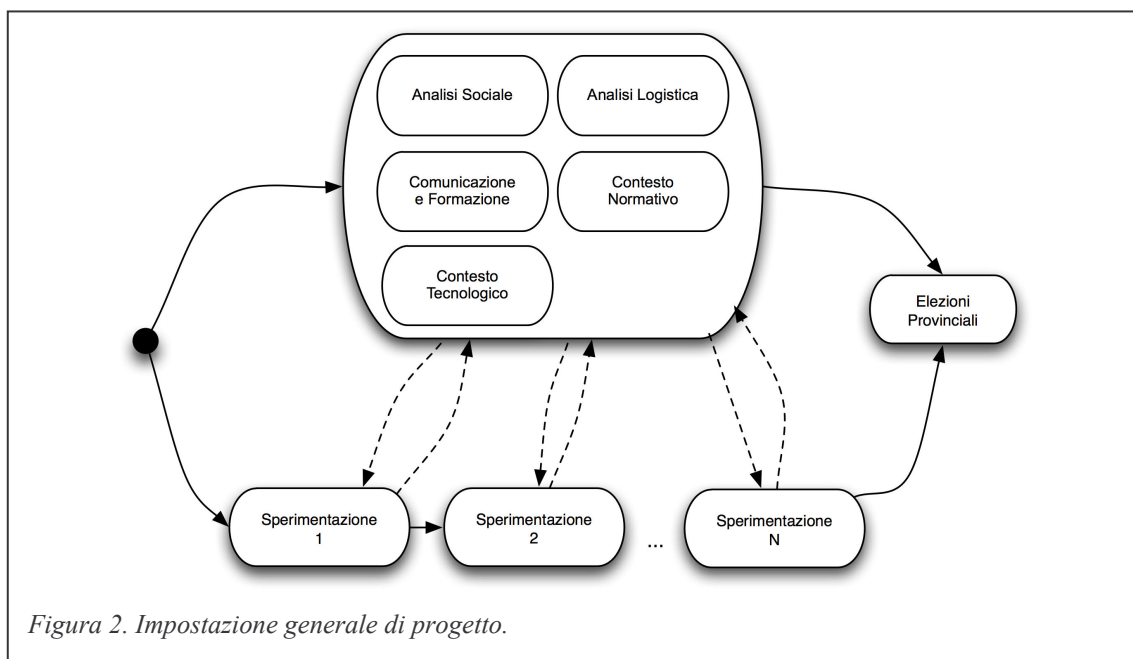 Analisi Sociale
Analisi Logistica
Comunicazione
e Formazione
Contesto
Normativo
Contesto
Tecnologico
Elezioni
Provinciali
Sperimentazione
1
Sperimentazione
2
...
Sperimentazione
N
Figura 2. Impostazione generale di progetto.